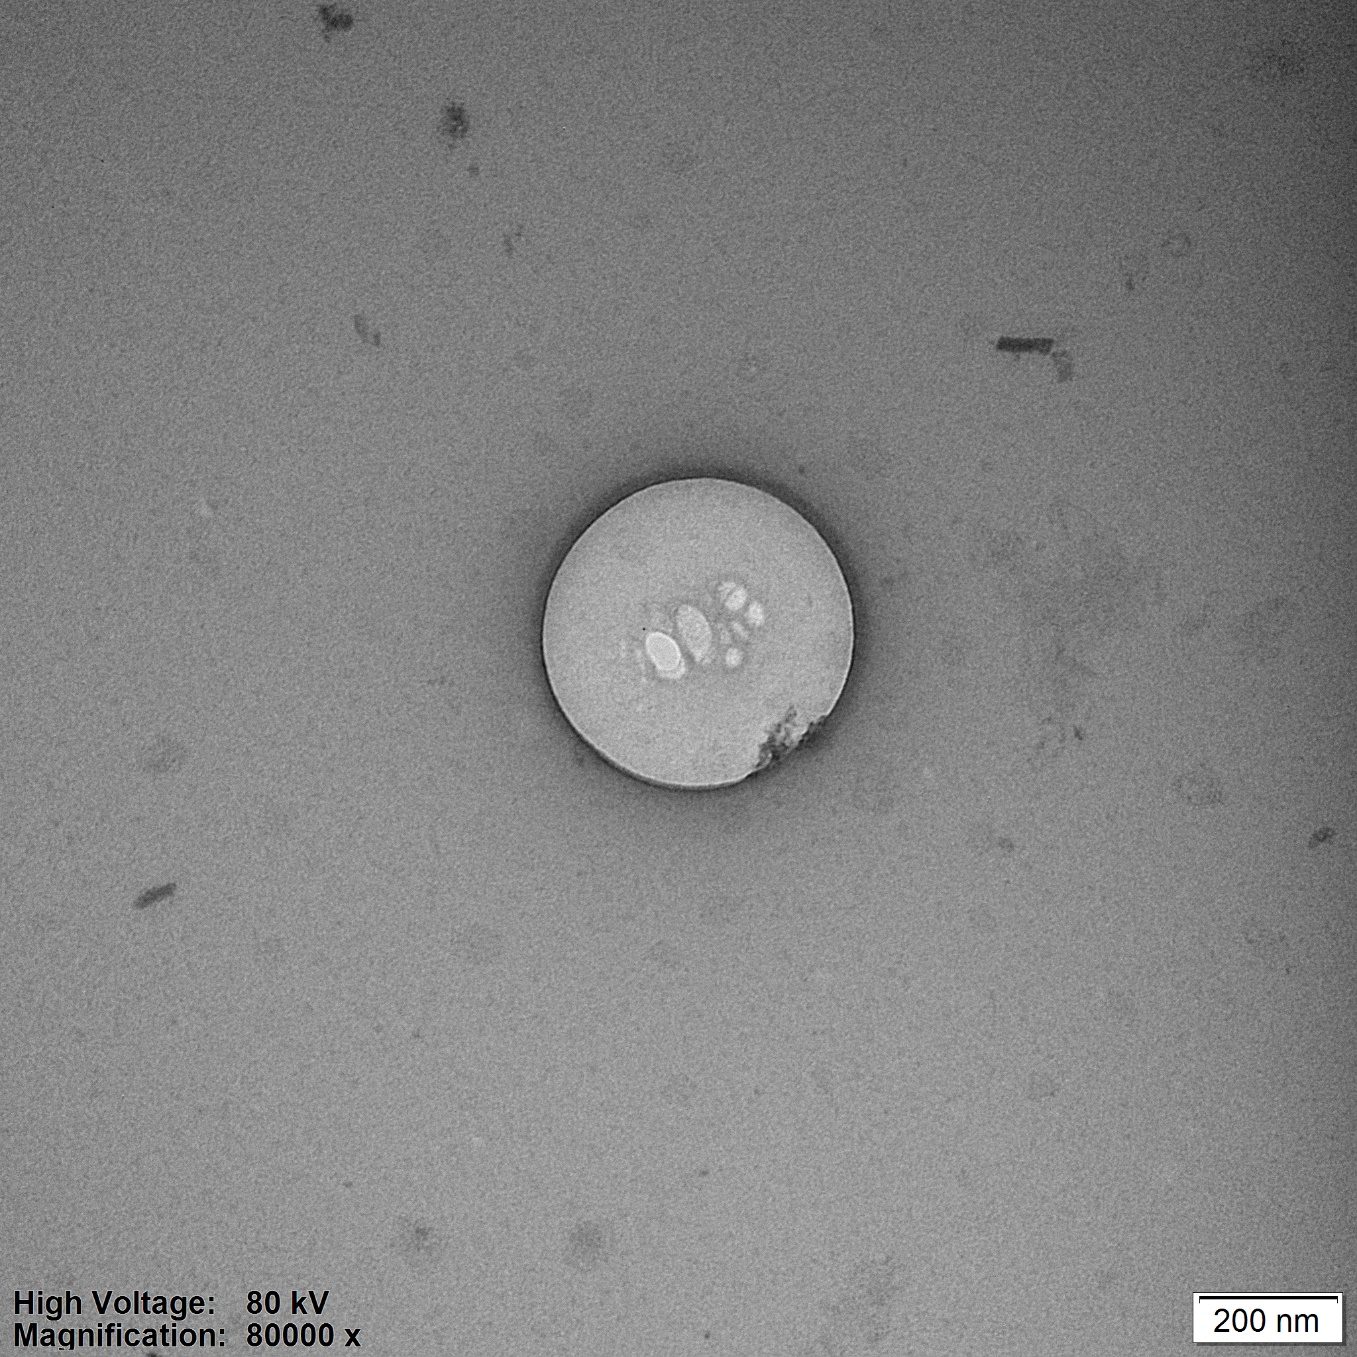 High Voltage: 80 kV
Magnification: 80000 x
200 nm